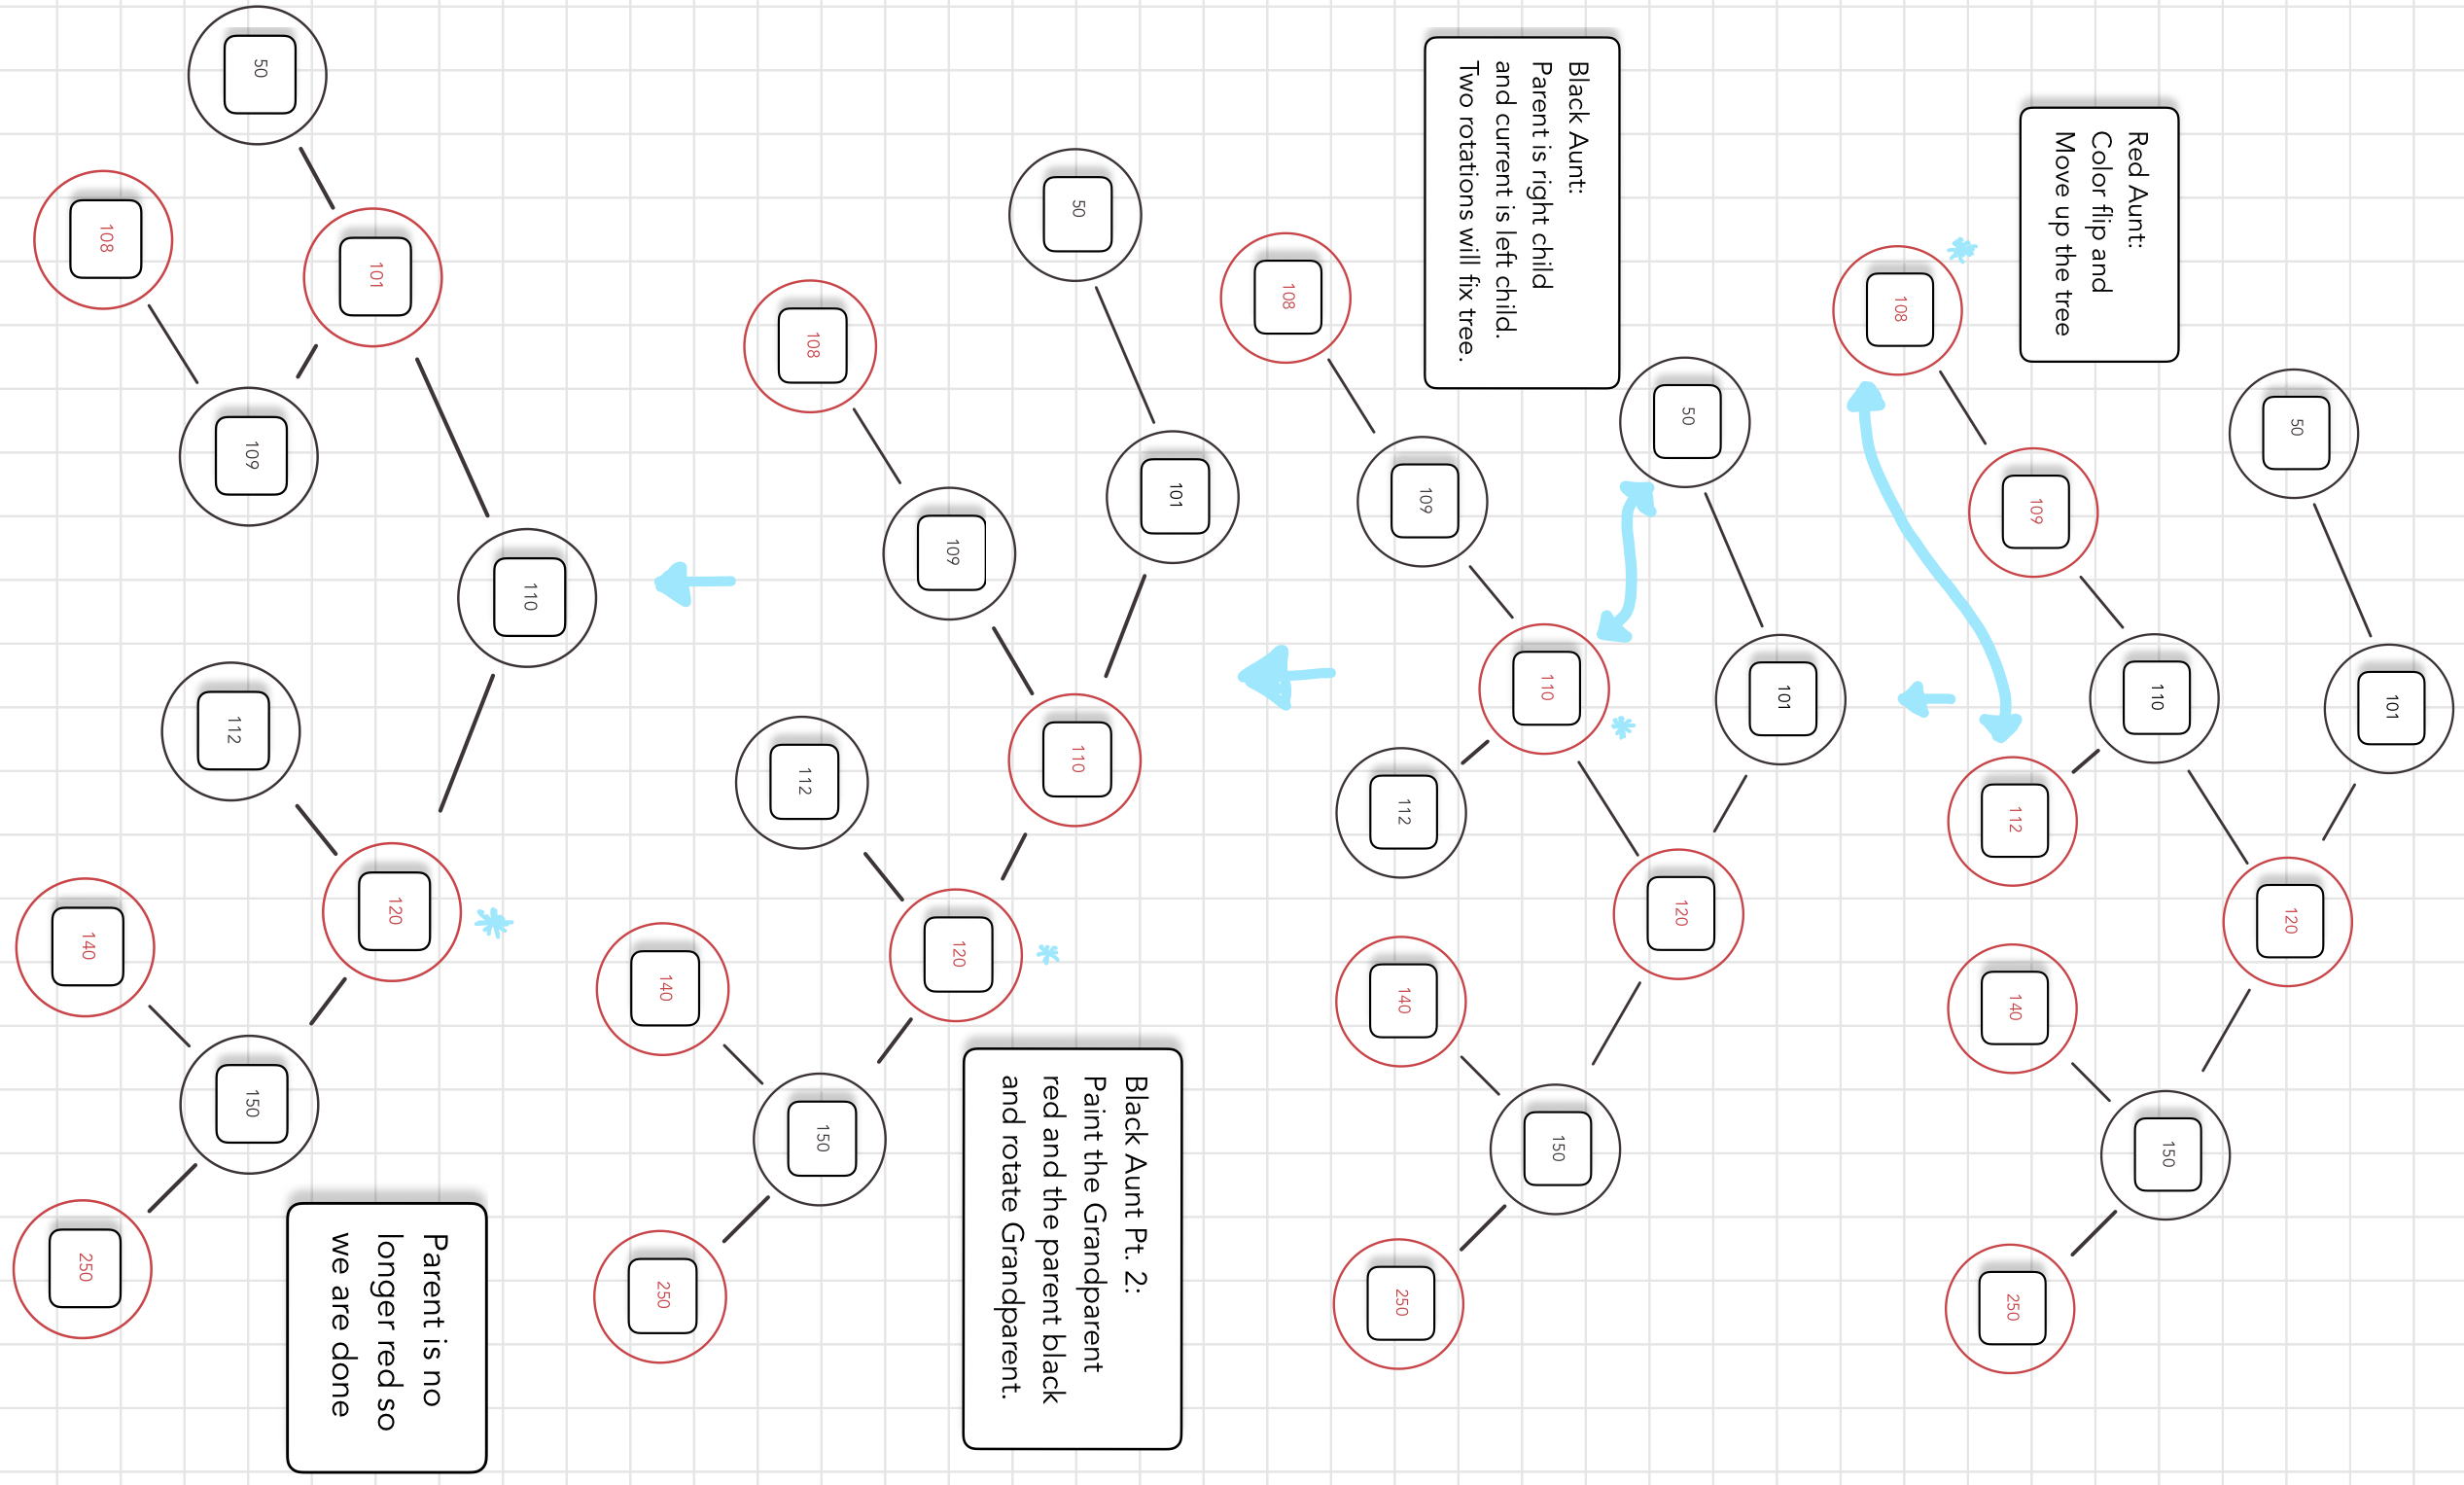 101
50
120
110
150
Red Aunt:
Color flip and
Move up the tree
109
112
140
250
108
101
50
120
Black Aunt:
Parent is right child
and current is left child.
Two rotations will fix tree.
110
150
109
112
140
250
108
101
50
110
Black Aunt Pt. 2:
Paint the Grandparent
red and the parent black
and rotate Grandparent.
109
120
108
112
150
140
250
110
101
120
Parent is no
longer red so
we are done
50
109
112
150
108
140
250